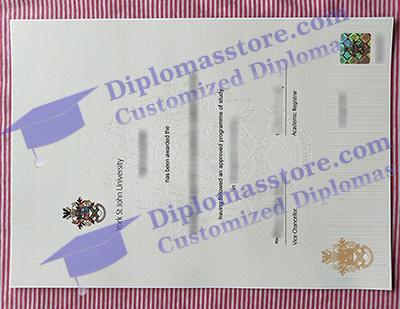 Diplomasstore.com
Customized Diplomas
York St John University
has been awarded the
having followed an approved programme of study
in
Vice Chancellor
Academic Registrar
Diplomasstore.com
Customized Diplomas